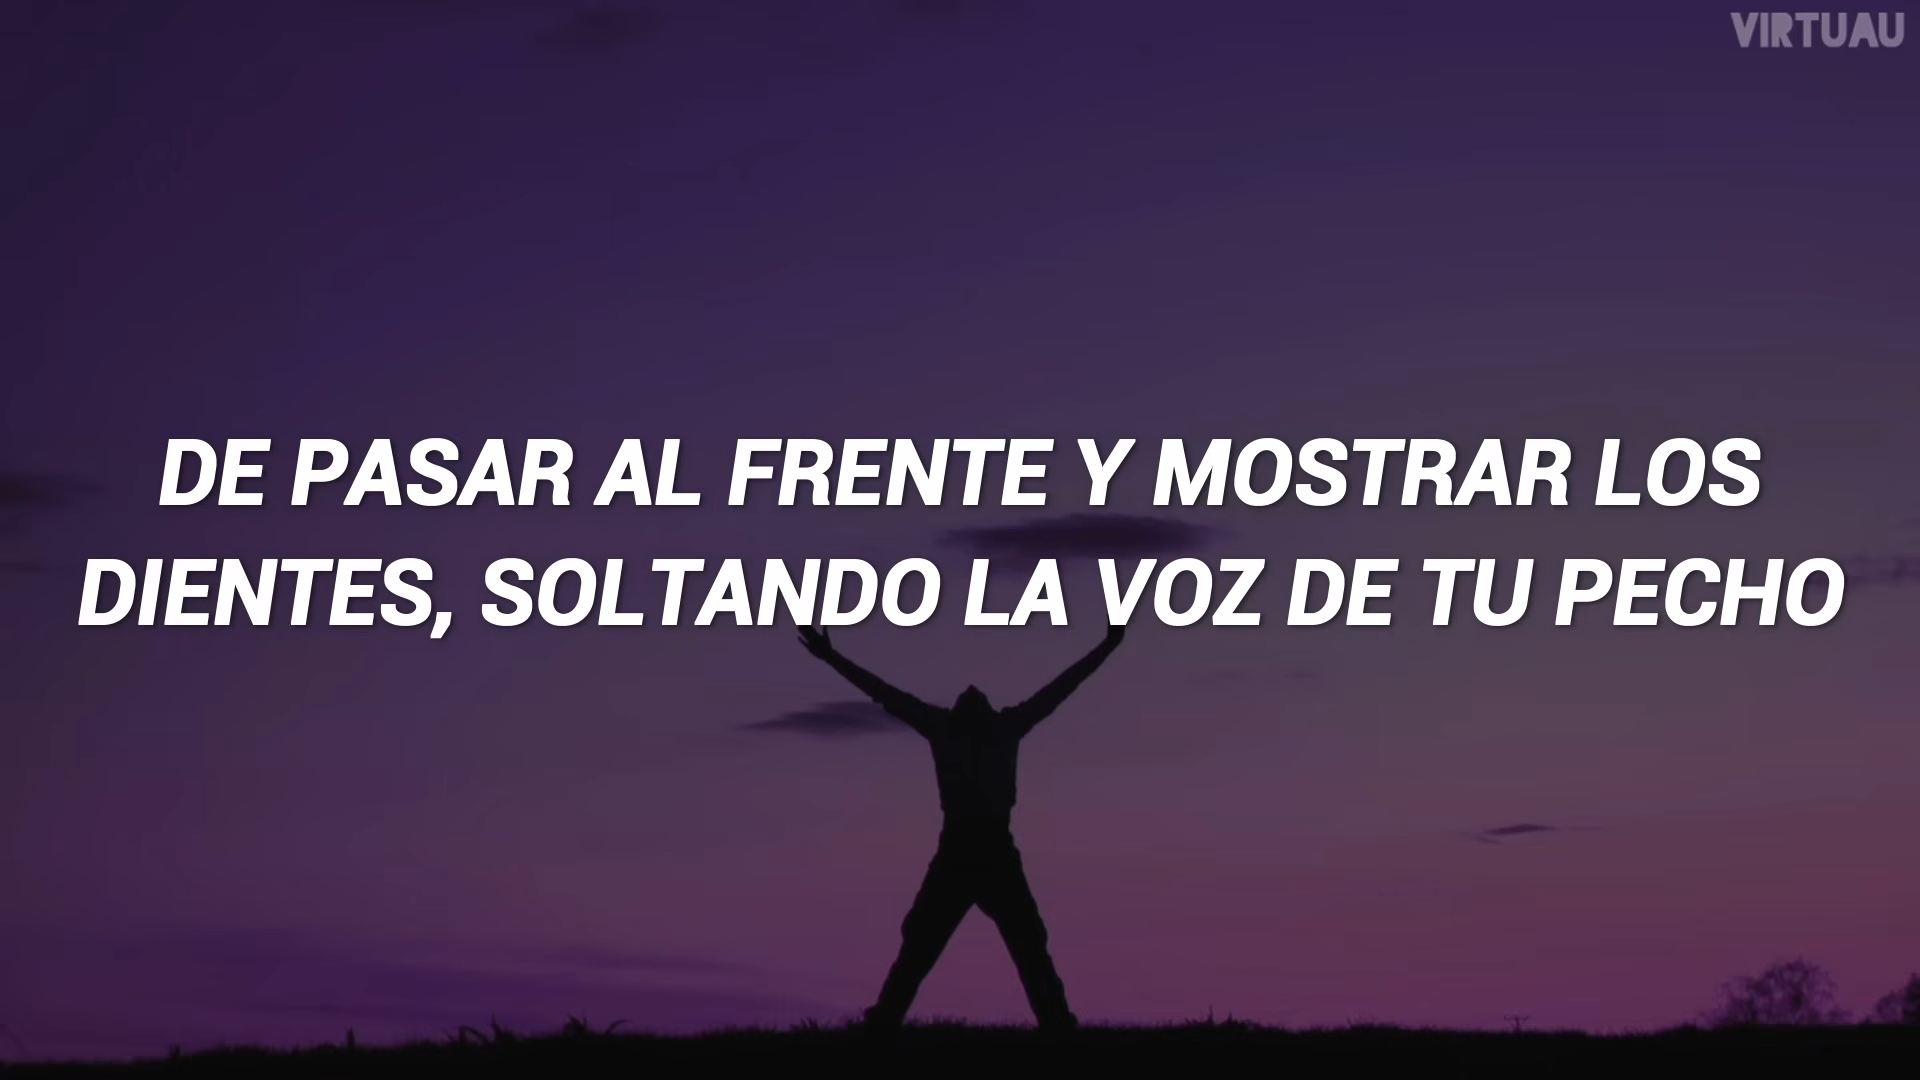 VIRTUAU
DE PASAR AL FRENTE Y MOSTRAR LOS
DIENTES, SOLTANDO LA VOZ DE TU PECHO